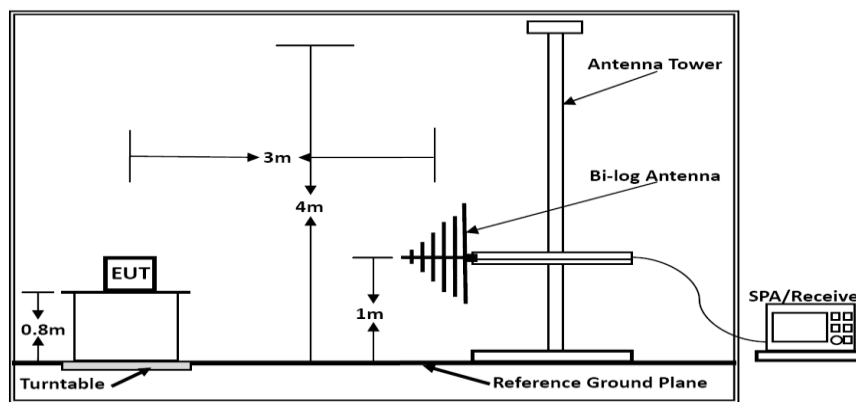 Antenna Tower
3m
Bi-log Antenna
4m
EUT
1m
0.8m
SPA/Receive
Turntable
Reference Ground Plane